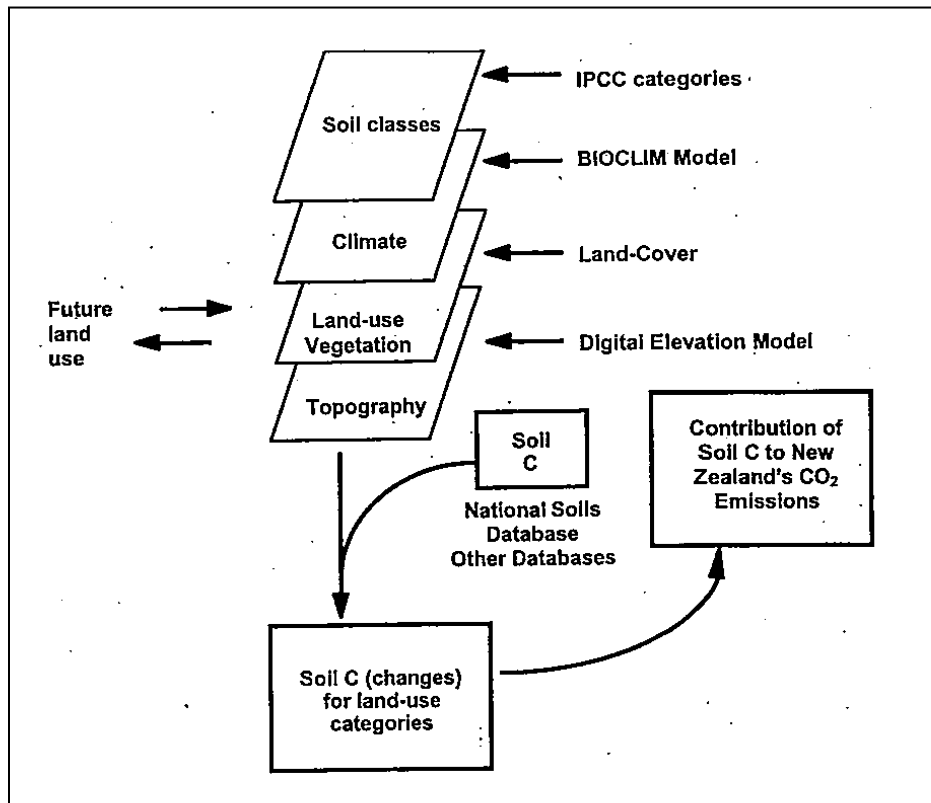 IPCC categories
Soil classes
BIOCLIM Model
Climate
Land-Cover
Future
land
use
Land-use
Vegetation
Digital Elevation Model
Topography
Soil
C
National Soils
Database
Other Databases
Contribution of
Soil C to New
Zealand's CO₂
Emissions
Soil C (changes)
for land-use
categories